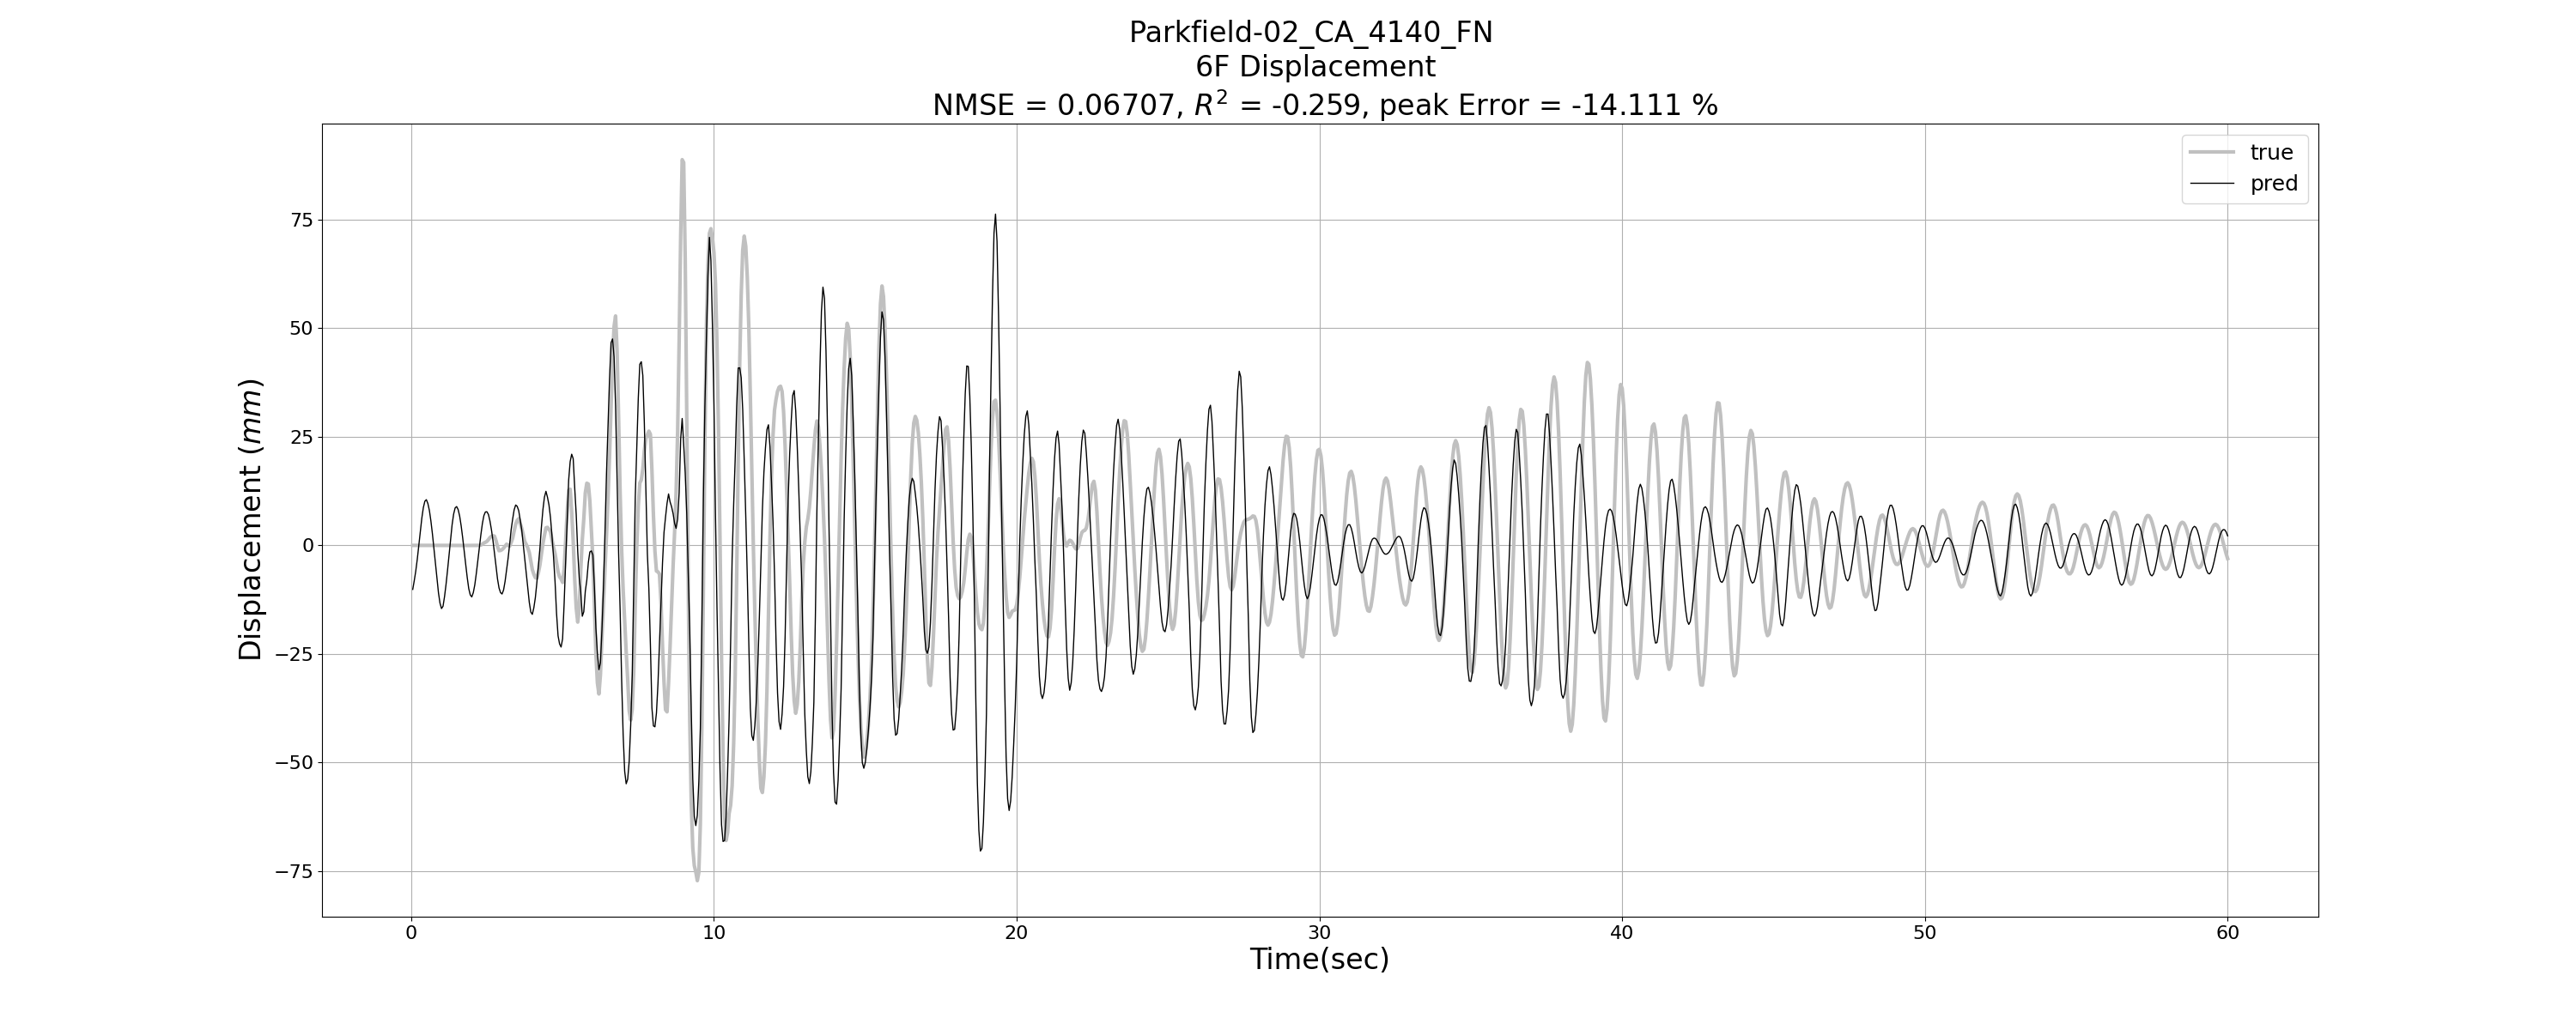 Parkfield-02_CA_4140_FN
6F Displacement
NMSE = 0.06707, R² = -0.259, peak Error = -14.111 %
true
pred
Displacement (mm)
75
50
25
0
−25
−50
−75
0 10 20 30 40 50 60
Time(sec)